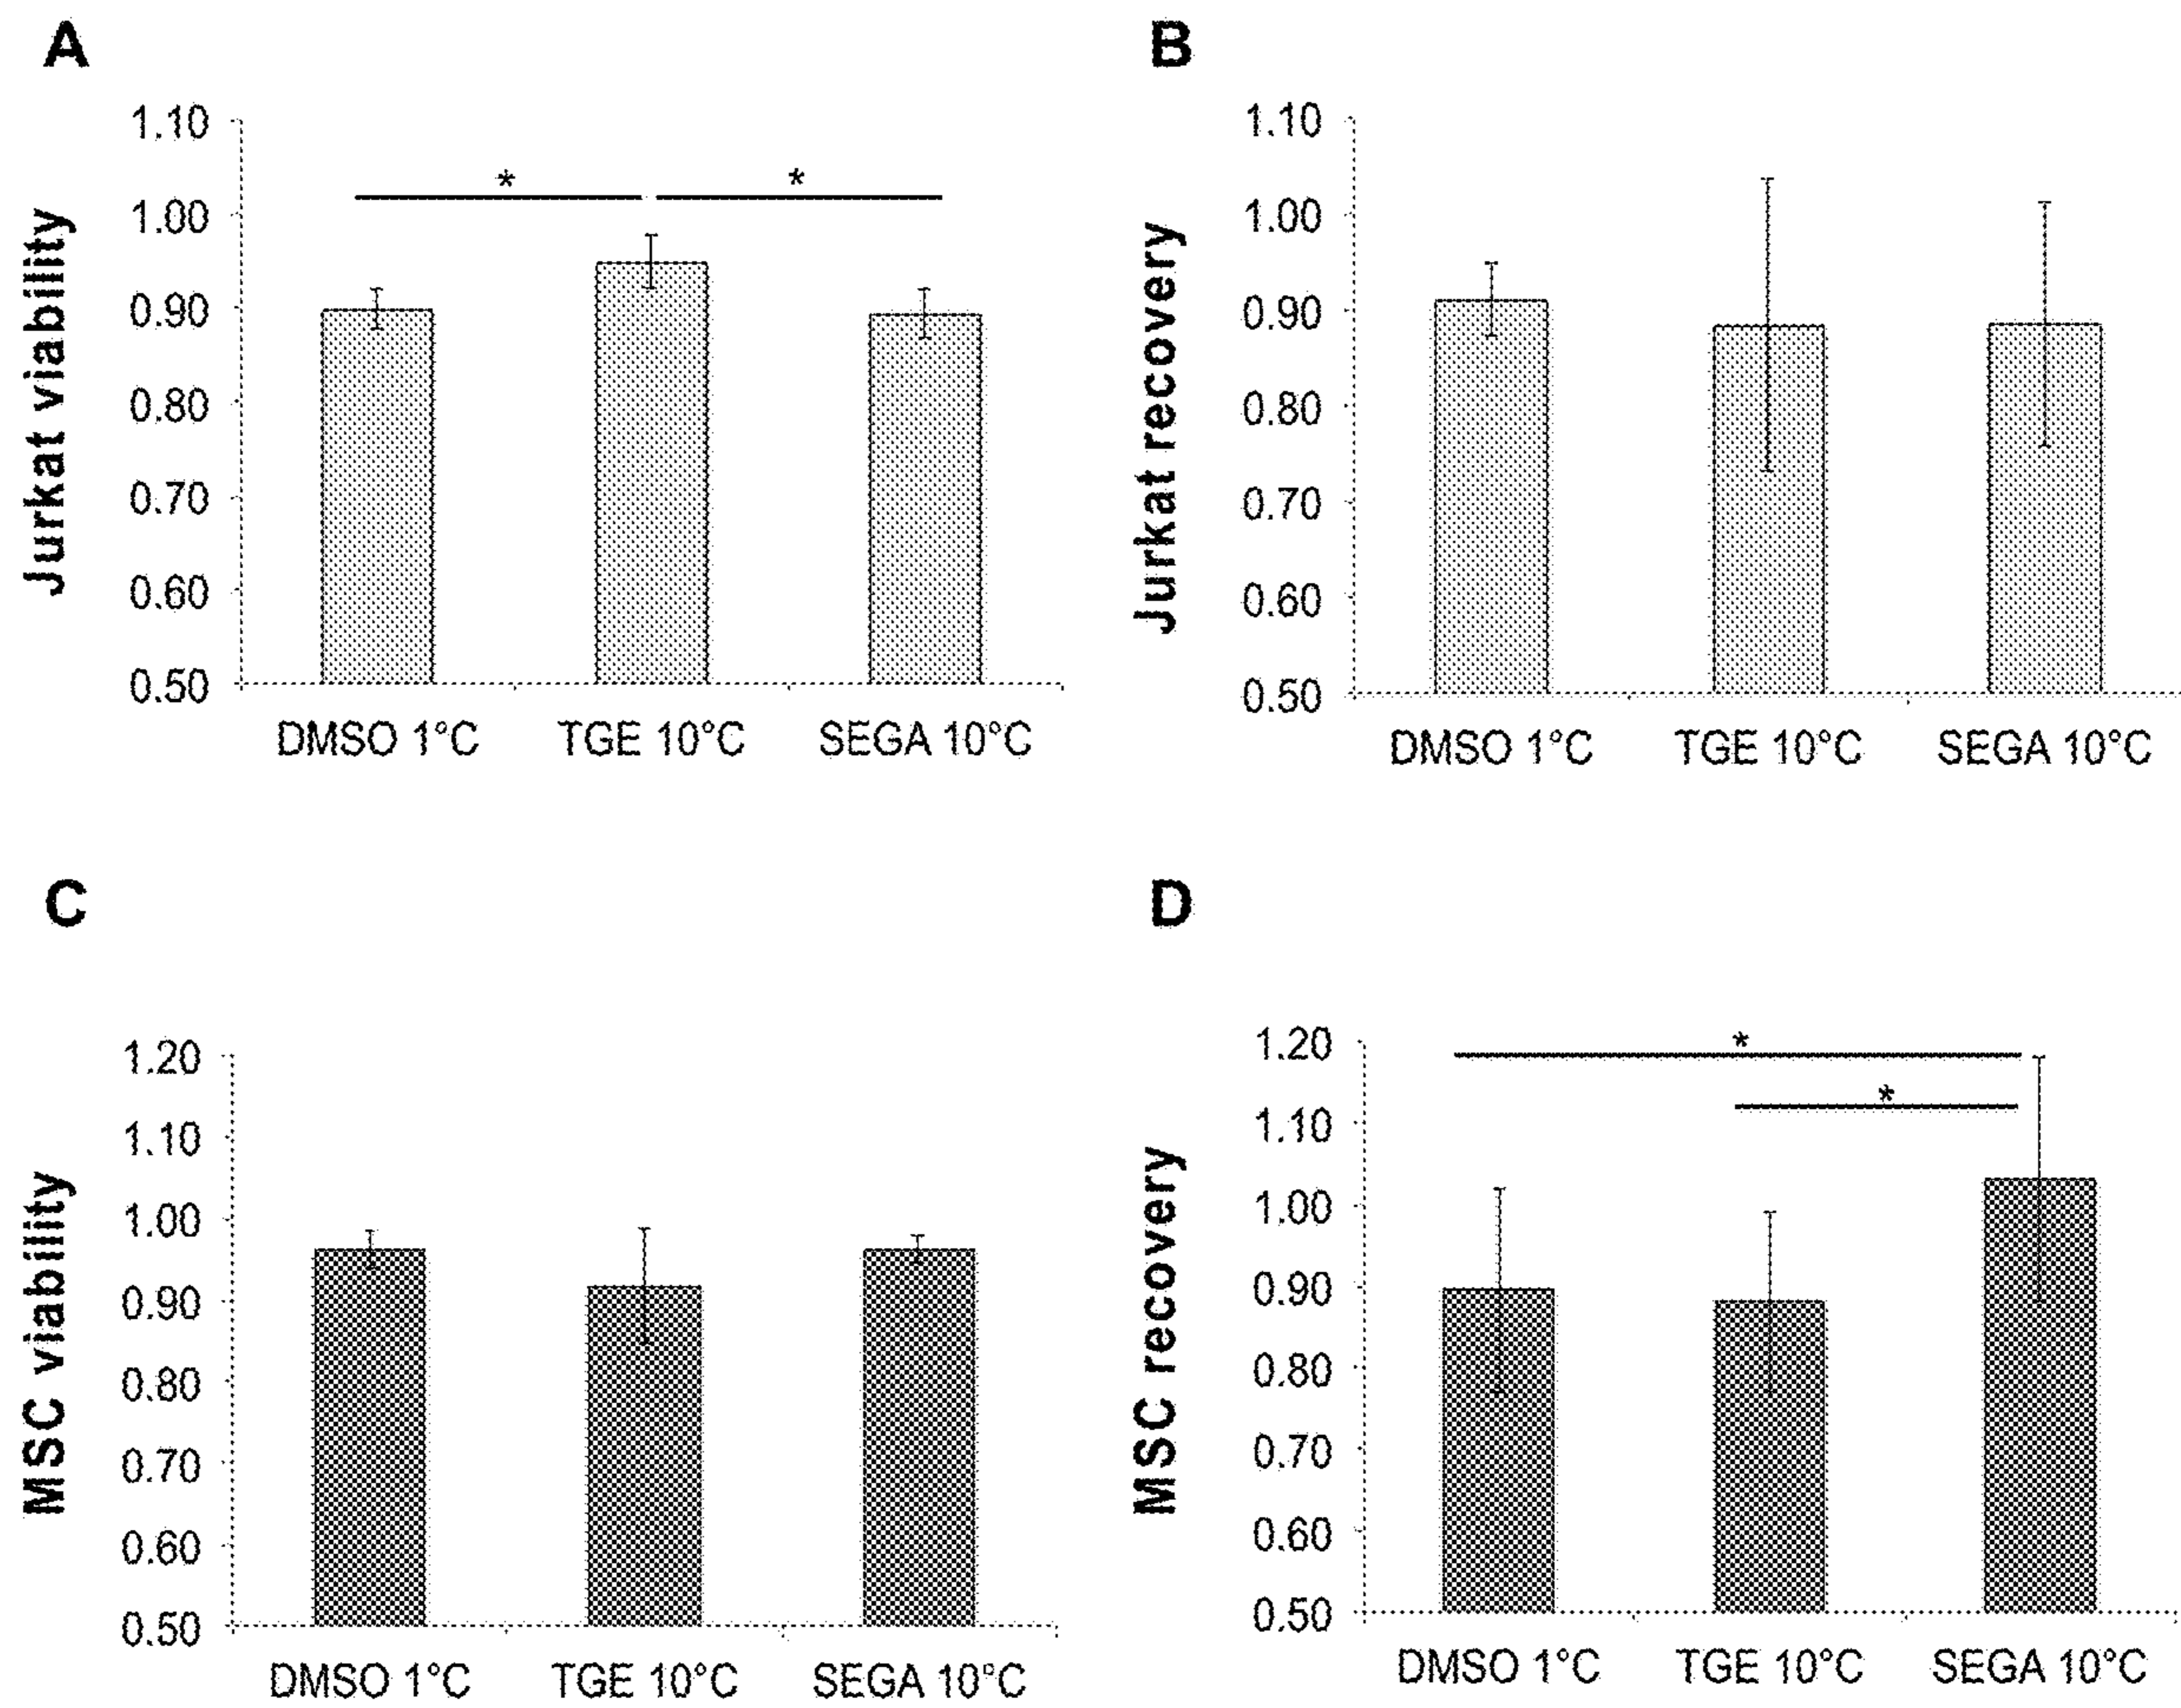 A
Jurkat viability
1.10
1.00
0.90
0.80
0.70
0.60
0.50
*
*
DMSO 1°C
TGE 10°C
SEGA 10°C
B
Jurkat recovery
1.10
1.00
0.90
0.80
0.70
0.60
0.50
DMSO 1°C
TGE 10°C
SEGA 10°C
C
MSC viability
1.20
1.10
1.00
0.90
0.80
0.70
0.60
0.50
DMSO 1°C
TGE 10°C
SEGA 10°C
D
MSC recovery
1.20
1.10
1.00
0.90
0.80
0.70
0.60
0.50
*
*
DMSO 1°C
TGE 10°C
SEGA 10°C